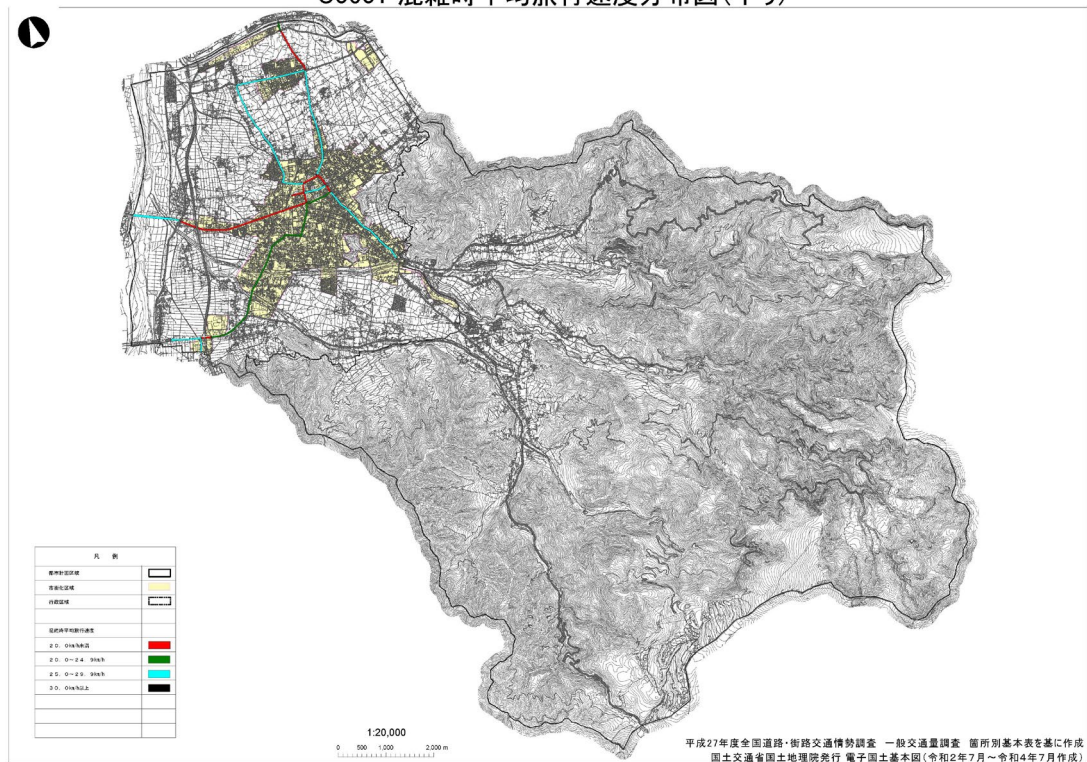 混雑時平均旅行速度分布図(下り)
凡 例
都市計画区域
市街化区域
行政区域
混雑時平均旅行速度
20.0km/h未満
20.0~24.9km/h
25.0~29.9km/h
30.0km/h以上
1:20,000
0 500 1,000 2,000 m
平成27年度全国道路・街路交通情勢調査 一般交通量調査 箇所別基本表を基に作成
国土交通省国土地理院発行 電子国土基本図(令和2年7月~令和4年7月作成)